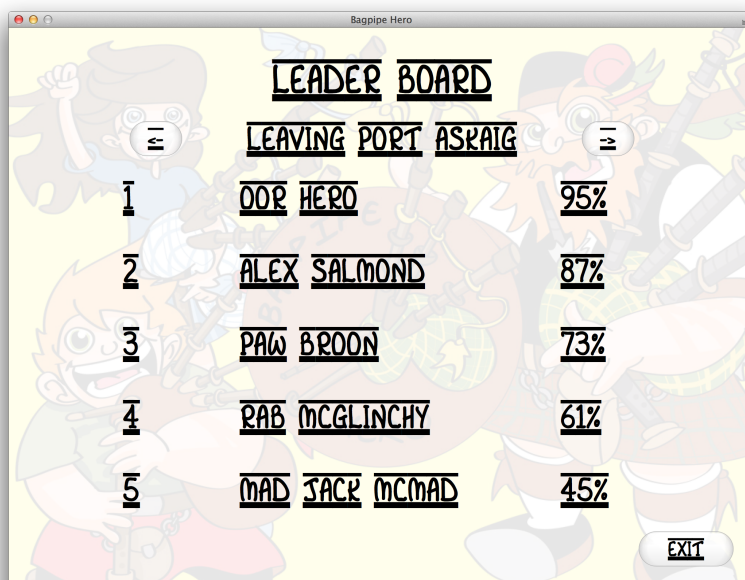 Bagpipe Hero
LEADER BOARD
<- LEAVING PORT ASKAIG ->
1 OOR HERO 95%
2 ALEX SALMOND 87%
3 PAW BROON 73%
4 RAB MCGLINCHY 61%
5 MAD JACK MCMAD 45%
EXIT